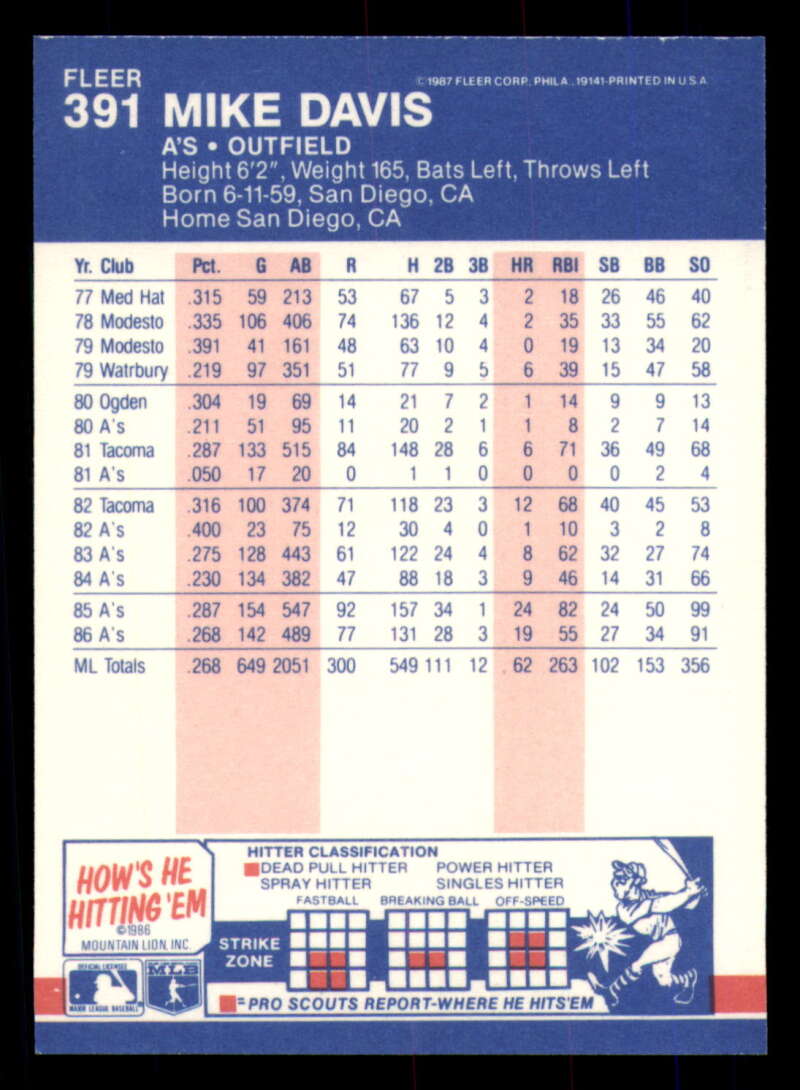 FLEER
391 MIKE DAVIS
© 1987 FLEER CORP. PHILA., 19141-PRINTED IN U S A
A'S • OUTFIELD
Height 6'2", Weight 165, Bats Left, Throws Left
Born 6-11-59, San Diego, CA
Home San Diego, CA
Yr. Club Pct. G AB R H 2B 3B HR RBI SB BB SO
77 Med Hat .315 59 213 53 67 5 3 2 18 26 46 40
78 Modesto .335 106 406 74 136 12 4 2 35 33 55 62
79 Modesto .391 41 161 48 63 10 4 0 19 13 34 20
79 Watrbury .219 97 351 51 77 9 5 6 39 15 47 58
80 Ogden .304 19 69 14 21 7 2 1 14 9 9 13
80 A's .211 51 95 11 20 2 1 1 8 2 7 14
81 Tacoma .287 133 515 84 148 28 6 6 71 36 49 68
81 A's .050 17 20 0 1 1 0 0 0 0 2 4
82 Tacoma .316 100 374 71 118 23 3 12 68 40 45 53
82 A's .400 23 75 12 30 4 0 1 10 3 2 8
83 A's .275 128 443 61 122 24 4 8 62 32 27 74
84 A's .230 134 382 47 88 18 3 9 46 14 31 66
85 A's .287 154 547 92 157 34 1 24 82 24 50 99
86 A's .268 142 489 77 131 28 3 19 55 27 34 91
ML Totals .268 649 2051 300 549 111 12 62 263 102 153 356
HOW'S HE
HITTING 'EM
©1986
MOUNTAIN LION, INC.
HITTER CLASSIFICATION
DEAD PULL HITTER POWER HITTER
SPRAY HITTER SINGLES HITTER
FASTBALL BREAKING BALL OFF-SPEED
STRIKE
ZONE
= PRO SCOUTS REPORT-WHERE HE HITS'EM
OFFICIAL LICENSEE
MAJOR LEAGUE BASEBALL
MLB